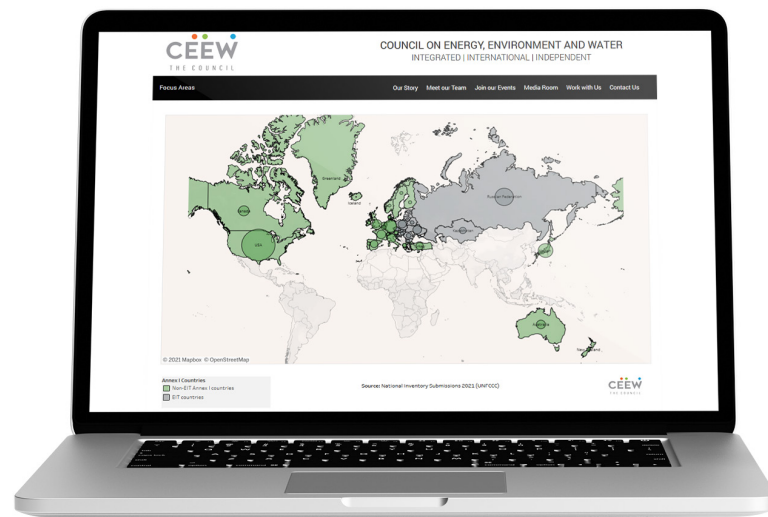 CEEW
THE COUNCIL
COUNCIL ON ENERGY, ENVIRONMENT AND WATER
INTEGRATED | INTERNATIONAL | INDEPENDENT
Focus Areas
Our Story Meet our Team Join our Events Media Room Work with Us Contact Us
Greenland
Iceland
Russian Federation
Canada
Kazakhstan
USA
Australia
New Zealand
© 2021 Mapbox © OpenStreetMap
Annex I Countries
Non-EIT Annex I countries
EIT countries
Source: National Inventory Submissions 2021 (UNFCCC)
CEEW
THE COUNCIL